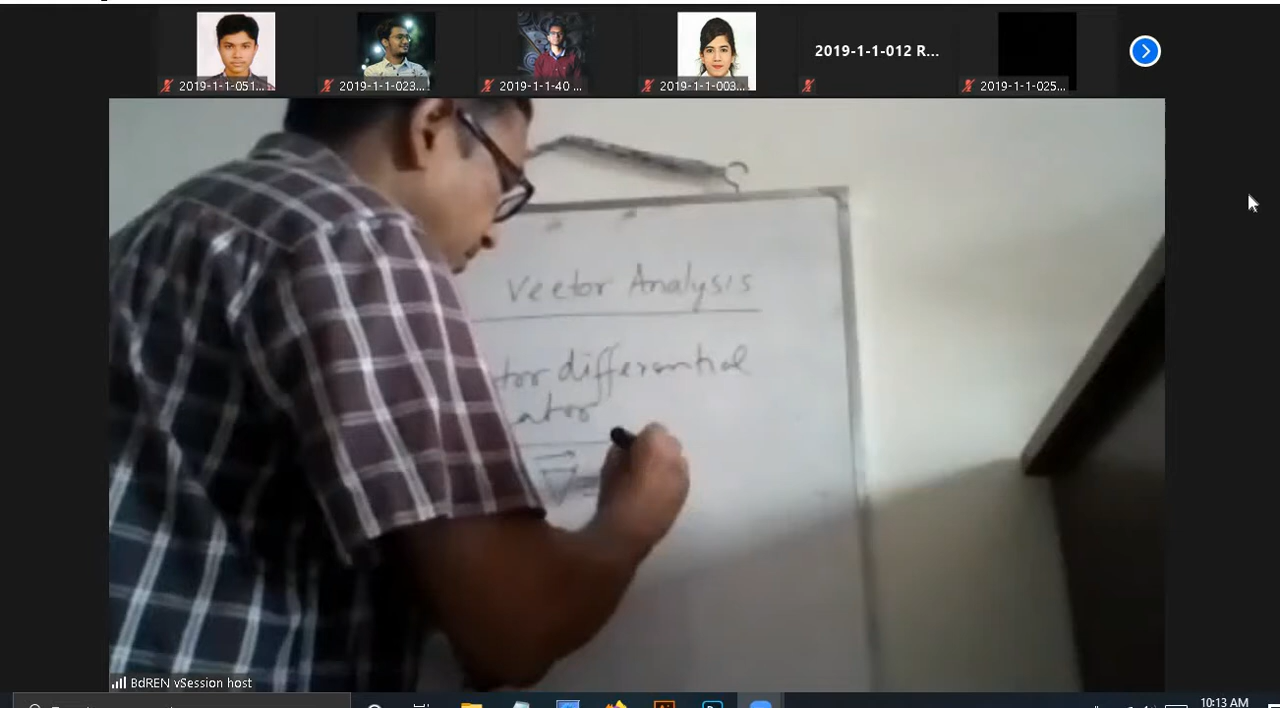 2019-1-1-051...
2019-1-1-023...
2019-1-1-40 ...
2019-1-1-003...
2019-1-1-012 R...
2019-1-1-025...
Vector Analysis
tor differential
ator
BdREN vSession host
10:13 AM